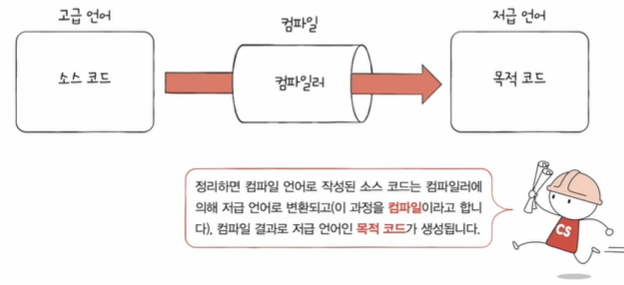 고급 언어
컴파일
저급 언어
소스 코드
컴파일러
목적 코드
정리하면 컴파일 언어로 작성된 소스 코드는 컴파일러에
의해 저급 언어로 변환되고(이 과정을 컴파일이라고 합니
다), 컴파일 결과로 저급 언어인 목적 코드가 생성됩니다.
CS